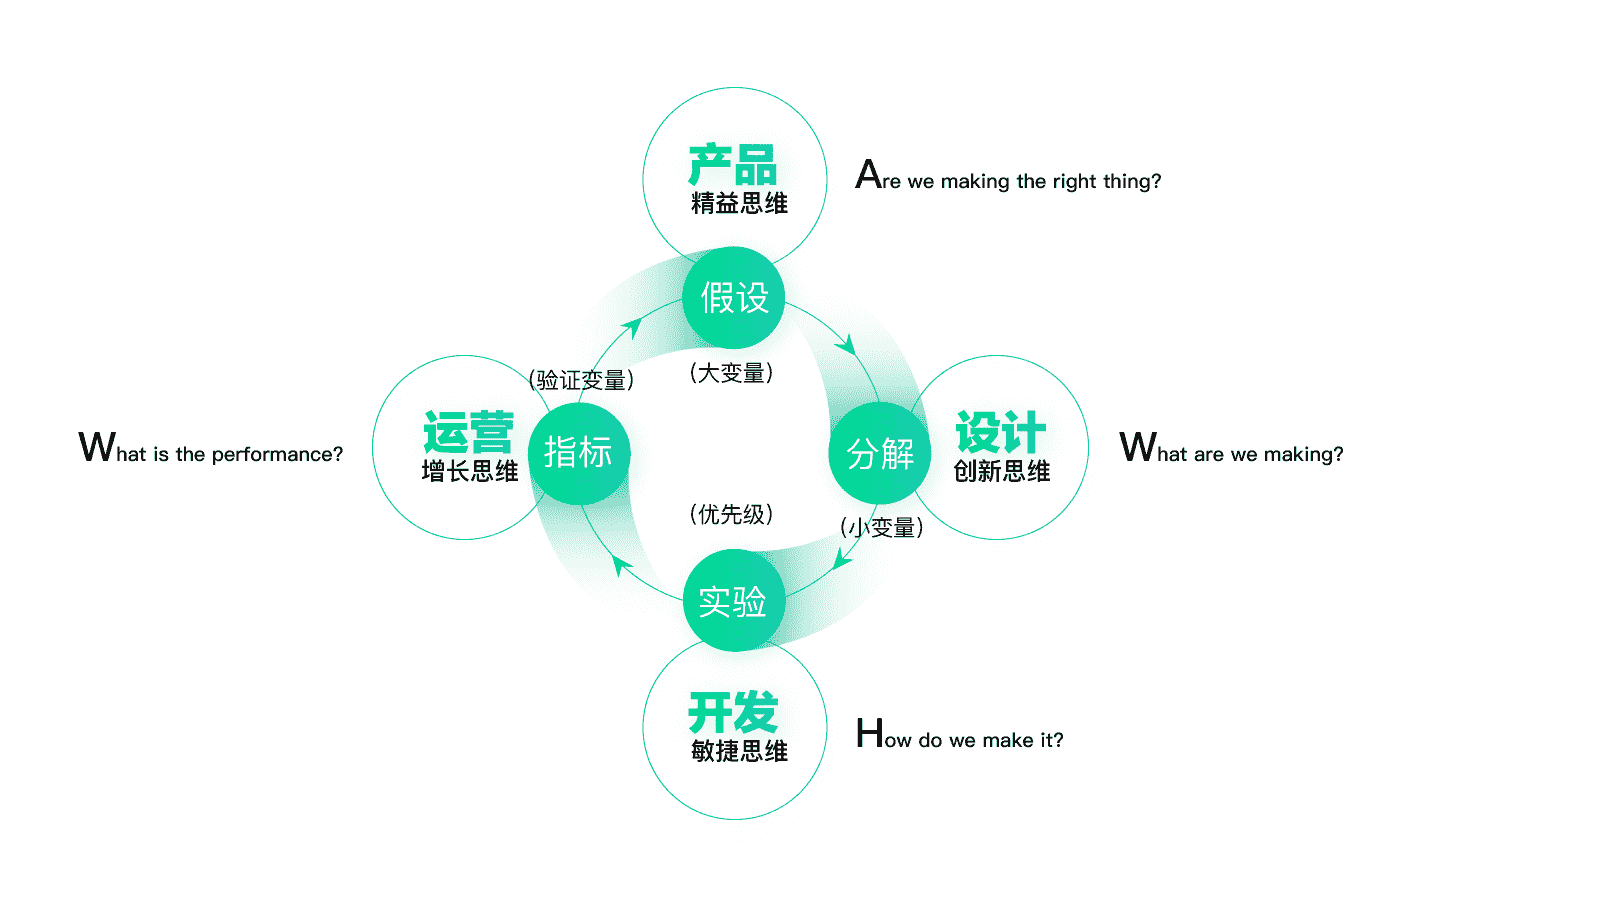 产品
精益思维
Are we making the right thing?
假设
(大变量)
(验证变量)
运营
增长思维
指标
What is the performance?
分解
设计
创新思维
What are we making?
(小变量)
(优先级)
实验
开发
敏捷思维
How do we make it?